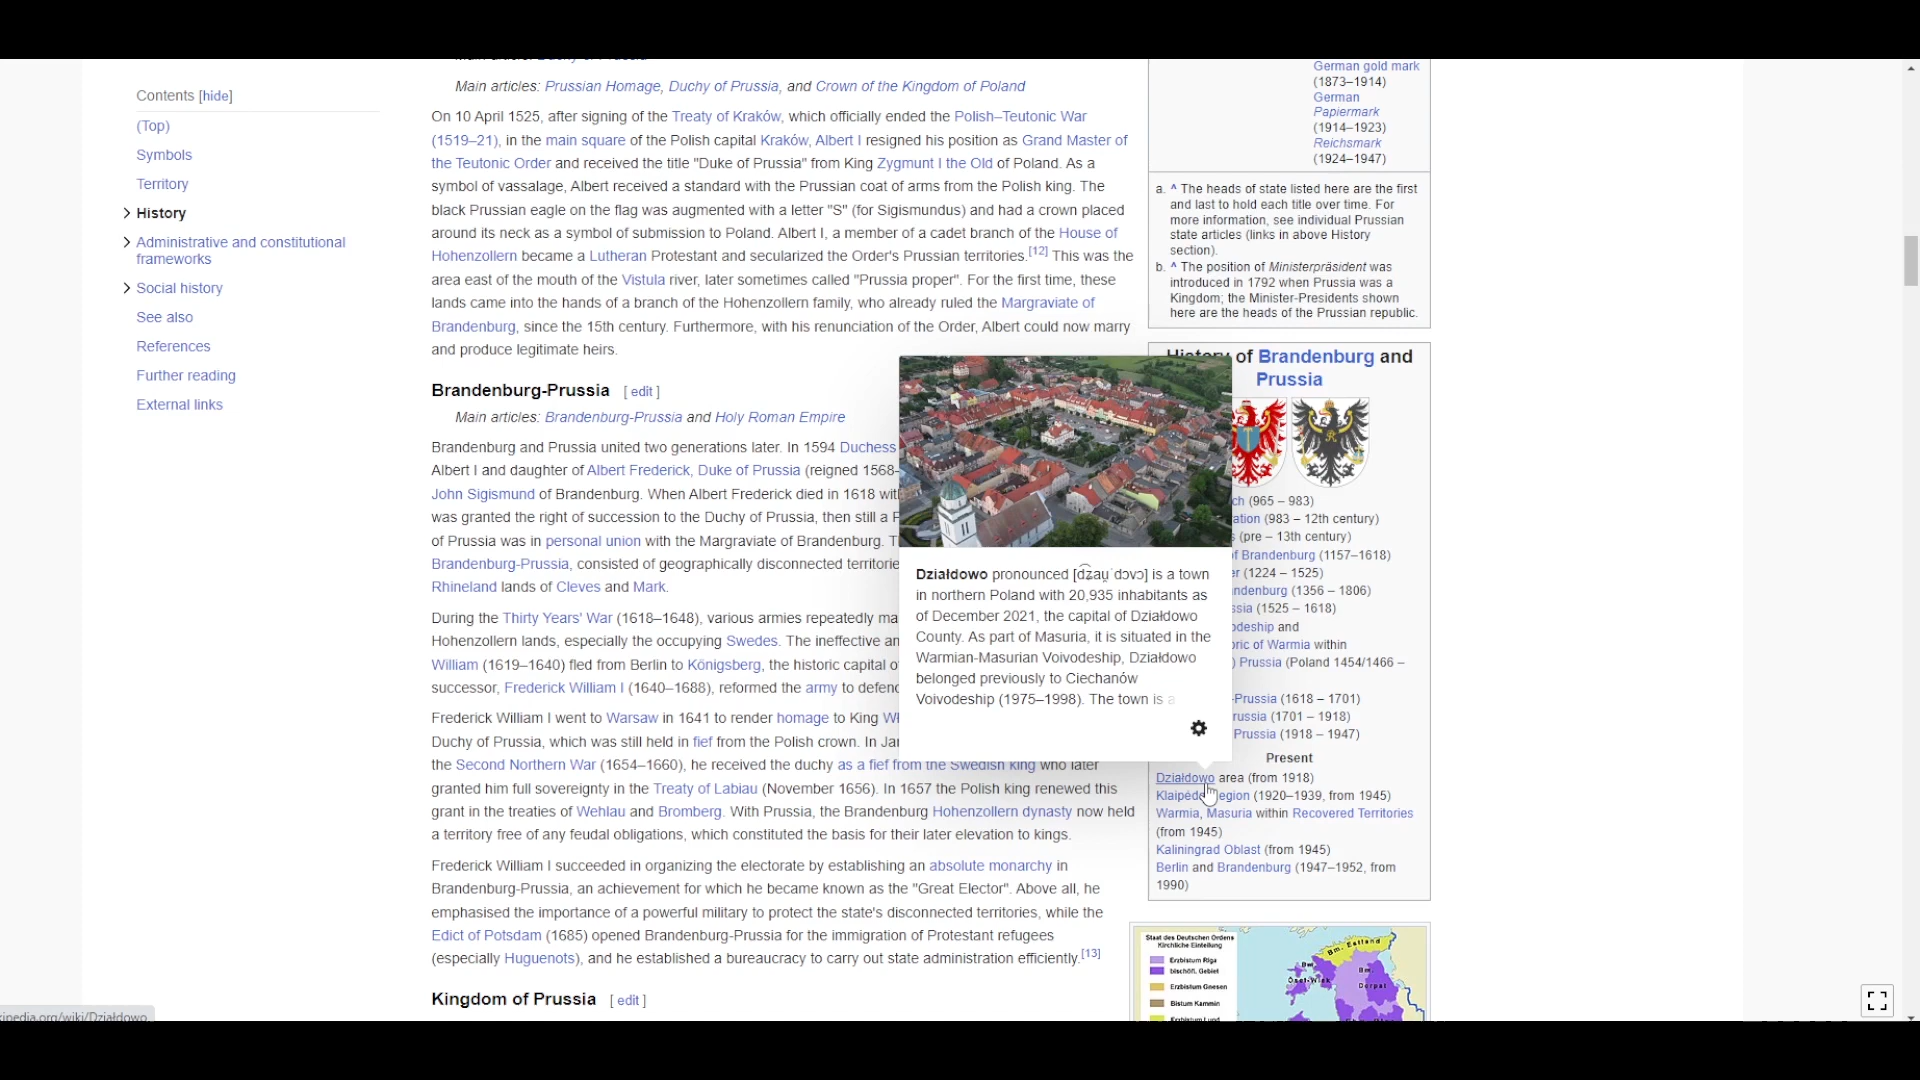 Contents [hide]
(Top)
Symbols
Territory
History
Administrative and constitutional
frameworks
Social history
See also
References
Further reading
External links
Main articles: Prussian Homage, Duchy of Prussia, and Crown of the Kingdom of Poland
On 10 April 1525, after signing of the Treaty of Kraków, which officially ended the Polish–Teutonic War
(1519–21), in the main square of the Polish capital Kraków, Albert I resigned his position as Grand Master of
the Teutonic Order and received the title "Duke of Prussia" from King Zygmunt I the Old of Poland. As a
symbol of vassalage, Albert received a standard with the Prussian coat of arms from the Polish king. The
black Prussian eagle on the flag was augmented with a letter "S" (for Sigismundus) and had a crown placed
around its neck as a symbol of submission to Poland. Albert I, a member of a cadet branch of the House of
Hohenzollern became a Lutheran Protestant and secularized the Order's Prussian territories.[12] This was the
area east of the mouth of the Vistula river, later sometimes called "Prussia proper". For the first time, these
lands came into the hands of a branch of the Hohenzollern family, who already ruled the Margraviate of
Brandenburg, since the 15th century. Furthermore, with his renunciation of the Order, Albert could now marry
and produce legitimate heirs.
Brandenburg-Prussia [ edit ]
Main articles: Brandenburg-Prussia and Holy Roman Empire
Brandenburg and Prussia united two generations later. In 1594 Duchess
Albert I and daughter of Albert Frederick, Duke of Prussia (reigned 1568–
John Sigismund of Brandenburg. When Albert Frederick died in 1618
was granted the right of succession to the Duchy of Prussia, then still a
of Prussia was in personal union with the Margraviate of Brandenburg.
Brandenburg-Prussia, consisted of geographically disconnected
Rhineland lands of Cleves and Mark.
During the Thirty Years' War (1618–1648), various armies repeatedly
Hohenzollern lands, especially the occupying Swedes. The ineffective
William (1619–1640) fled from Berlin to Königsberg, the historic capital
successor, Frederick William I (1640–1688), reformed the army to
Frederick William I went to Warsaw in 1641 to render homage to King
Duchy of Prussia, which was still held in fief from the Polish crown. In
the Second Northern War (1654–1660), he received the duchy as a fief from the Swedish king who later
granted him full sovereignty in the Treaty of Labiau (November 1656). In 1657 the Polish king renewed this
grant in the treaties of Wehlau and Bromberg. With Prussia, the Brandenburg Hohenzollern dynasty now held
a territory free of any feudal obligations, which constituted the basis for their later elevation to kings.
Frederick William I succeeded in organizing the electorate by establishing an absolute monarchy in
Brandenburg-Prussia, an achievement for which he became known as the "Great Elector". Above all, he
emphasised the importance of a powerful military to protect the state's disconnected territories, while the
Edict of Potsdam (1685) opened Brandenburg-Prussia for the immigration of Protestant refugees
(especially Huguenots), and he established a bureaucracy to carry out state administration efficiently.[13]
Kingdom of Prussia [ edit ]
Działdowo pronounced [d͡ʑau̯ˈdɔvɔ] is a town
in northern Poland with 20,935 inhabitants as
of December 2021, the capital of Działdowo
County. As part of Masuria, it is situated in the
Warmian-Masurian Voivodeship, Działdowo
belonged previously to Ciechanów
Voivodeship (1975–1998). The town is a
German gold mark
(1873–1914)
German
Papiermark
(1914–1923)
Reichsmark
(1924–1947)
a. ^ The heads of state listed here are the first
and last to hold each title over time. For
more information, see individual Prussian
state articles (links in above History
section).
b. ^ The position of Ministerpräsident was
introduced in 1792 when Prussia was a
Kingdom; the Minister-Presidents shown
here are the heads of the Prussian republic.
History of Brandenburg and
Prussia
(965 – 983)
(983 – 12th century)
(pre – 13th century)
of Brandenburg (1157–1618)
(1224 – 1525)
(1356 – 1806)
(1525 – 1618)
and
of Warmia within
Prussia (Poland 1454/1466 –
-Prussia (1618 – 1701)
(1701 – 1918)
Prussia (1918 – 1947)
Present
Działdowo area (from 1918)
Klaipėda Region (1920–1939, from 1945)
Warmia, Masuria within Recovered Territories
(from 1945)
Kaliningrad Oblast (from 1945)
Berlin and Brandenburg (1947–1952, from
1990)
Staat des Deutschen Ordens
Kirchliche Einteilung
Erzbistum Riga
bischöfl. Gebiet
Erzbistum Gnesen
Bistum Kammin
Erzbistum Lund
Bm. Estland
Ösel-Wiek
Bm.
Dorpat